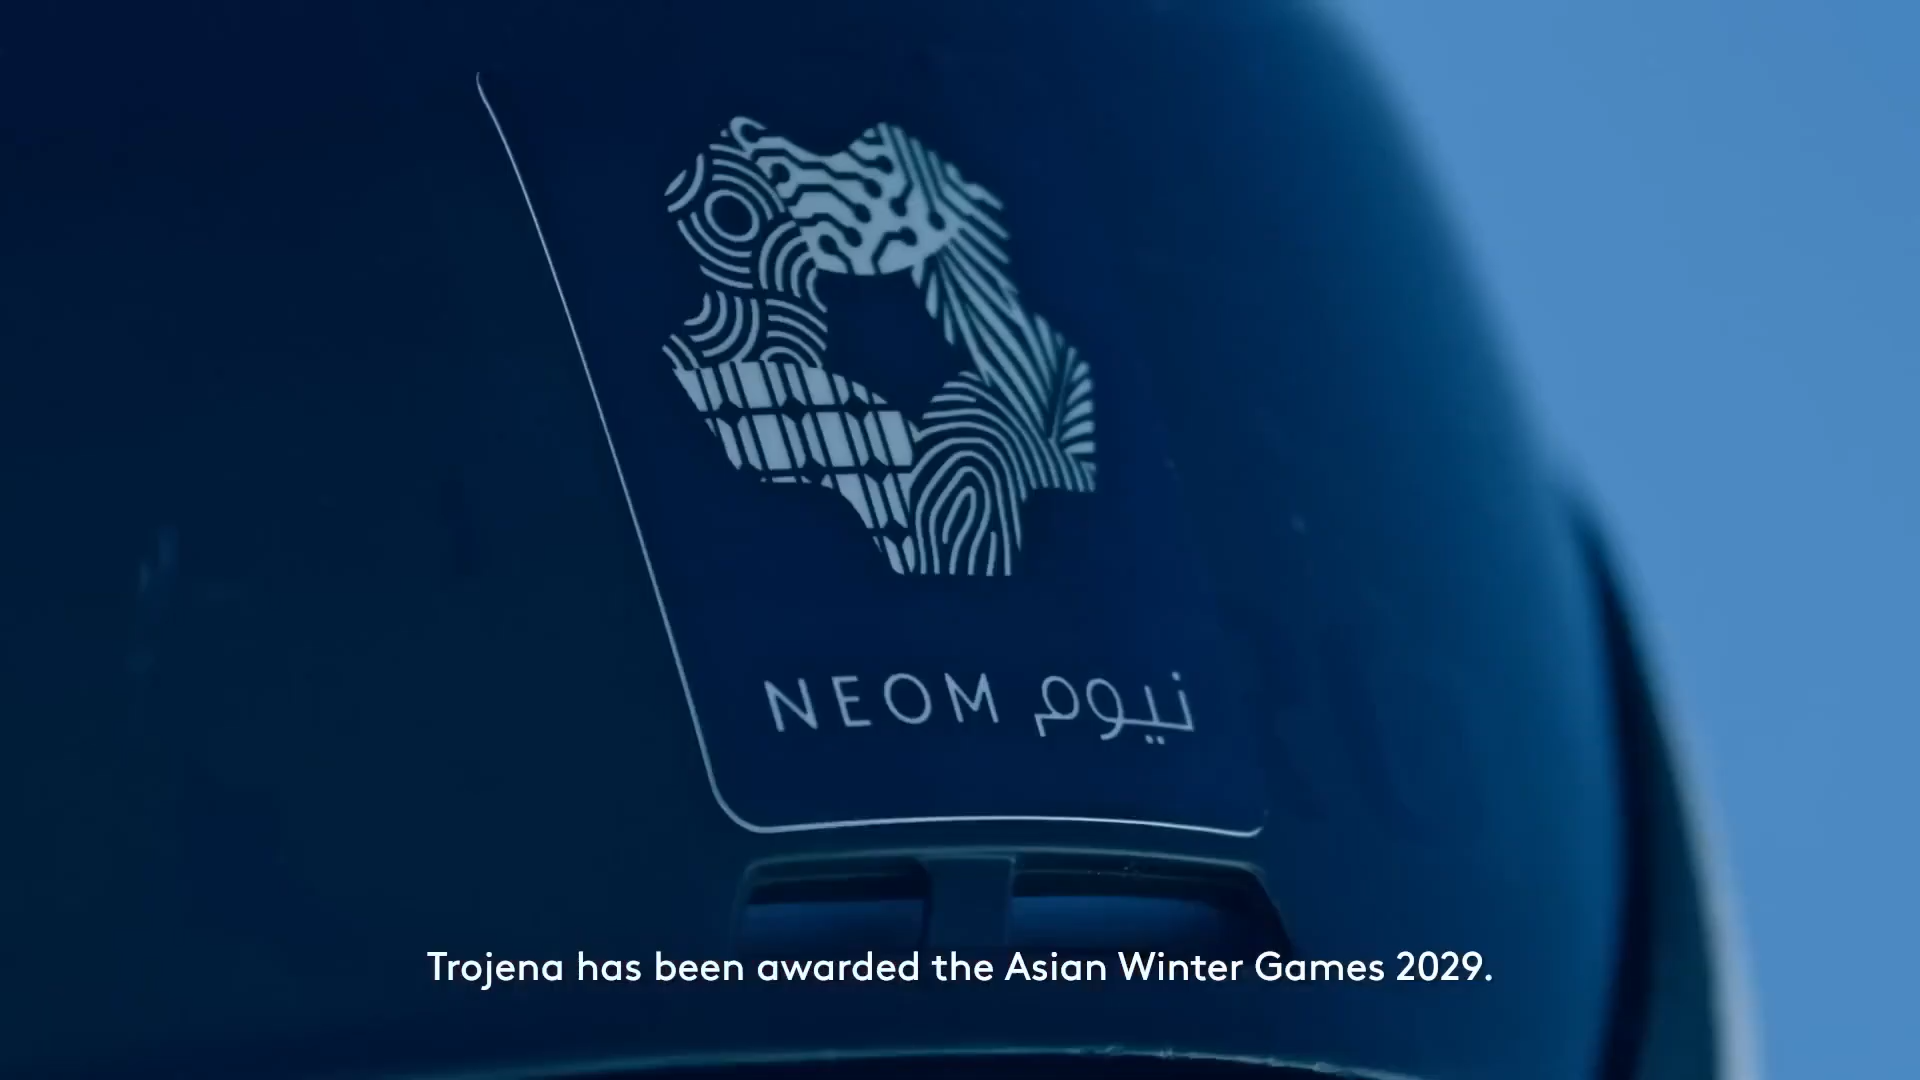 NEOM نيوم
Trojena has been awarded the Asian Winter Games 2029.